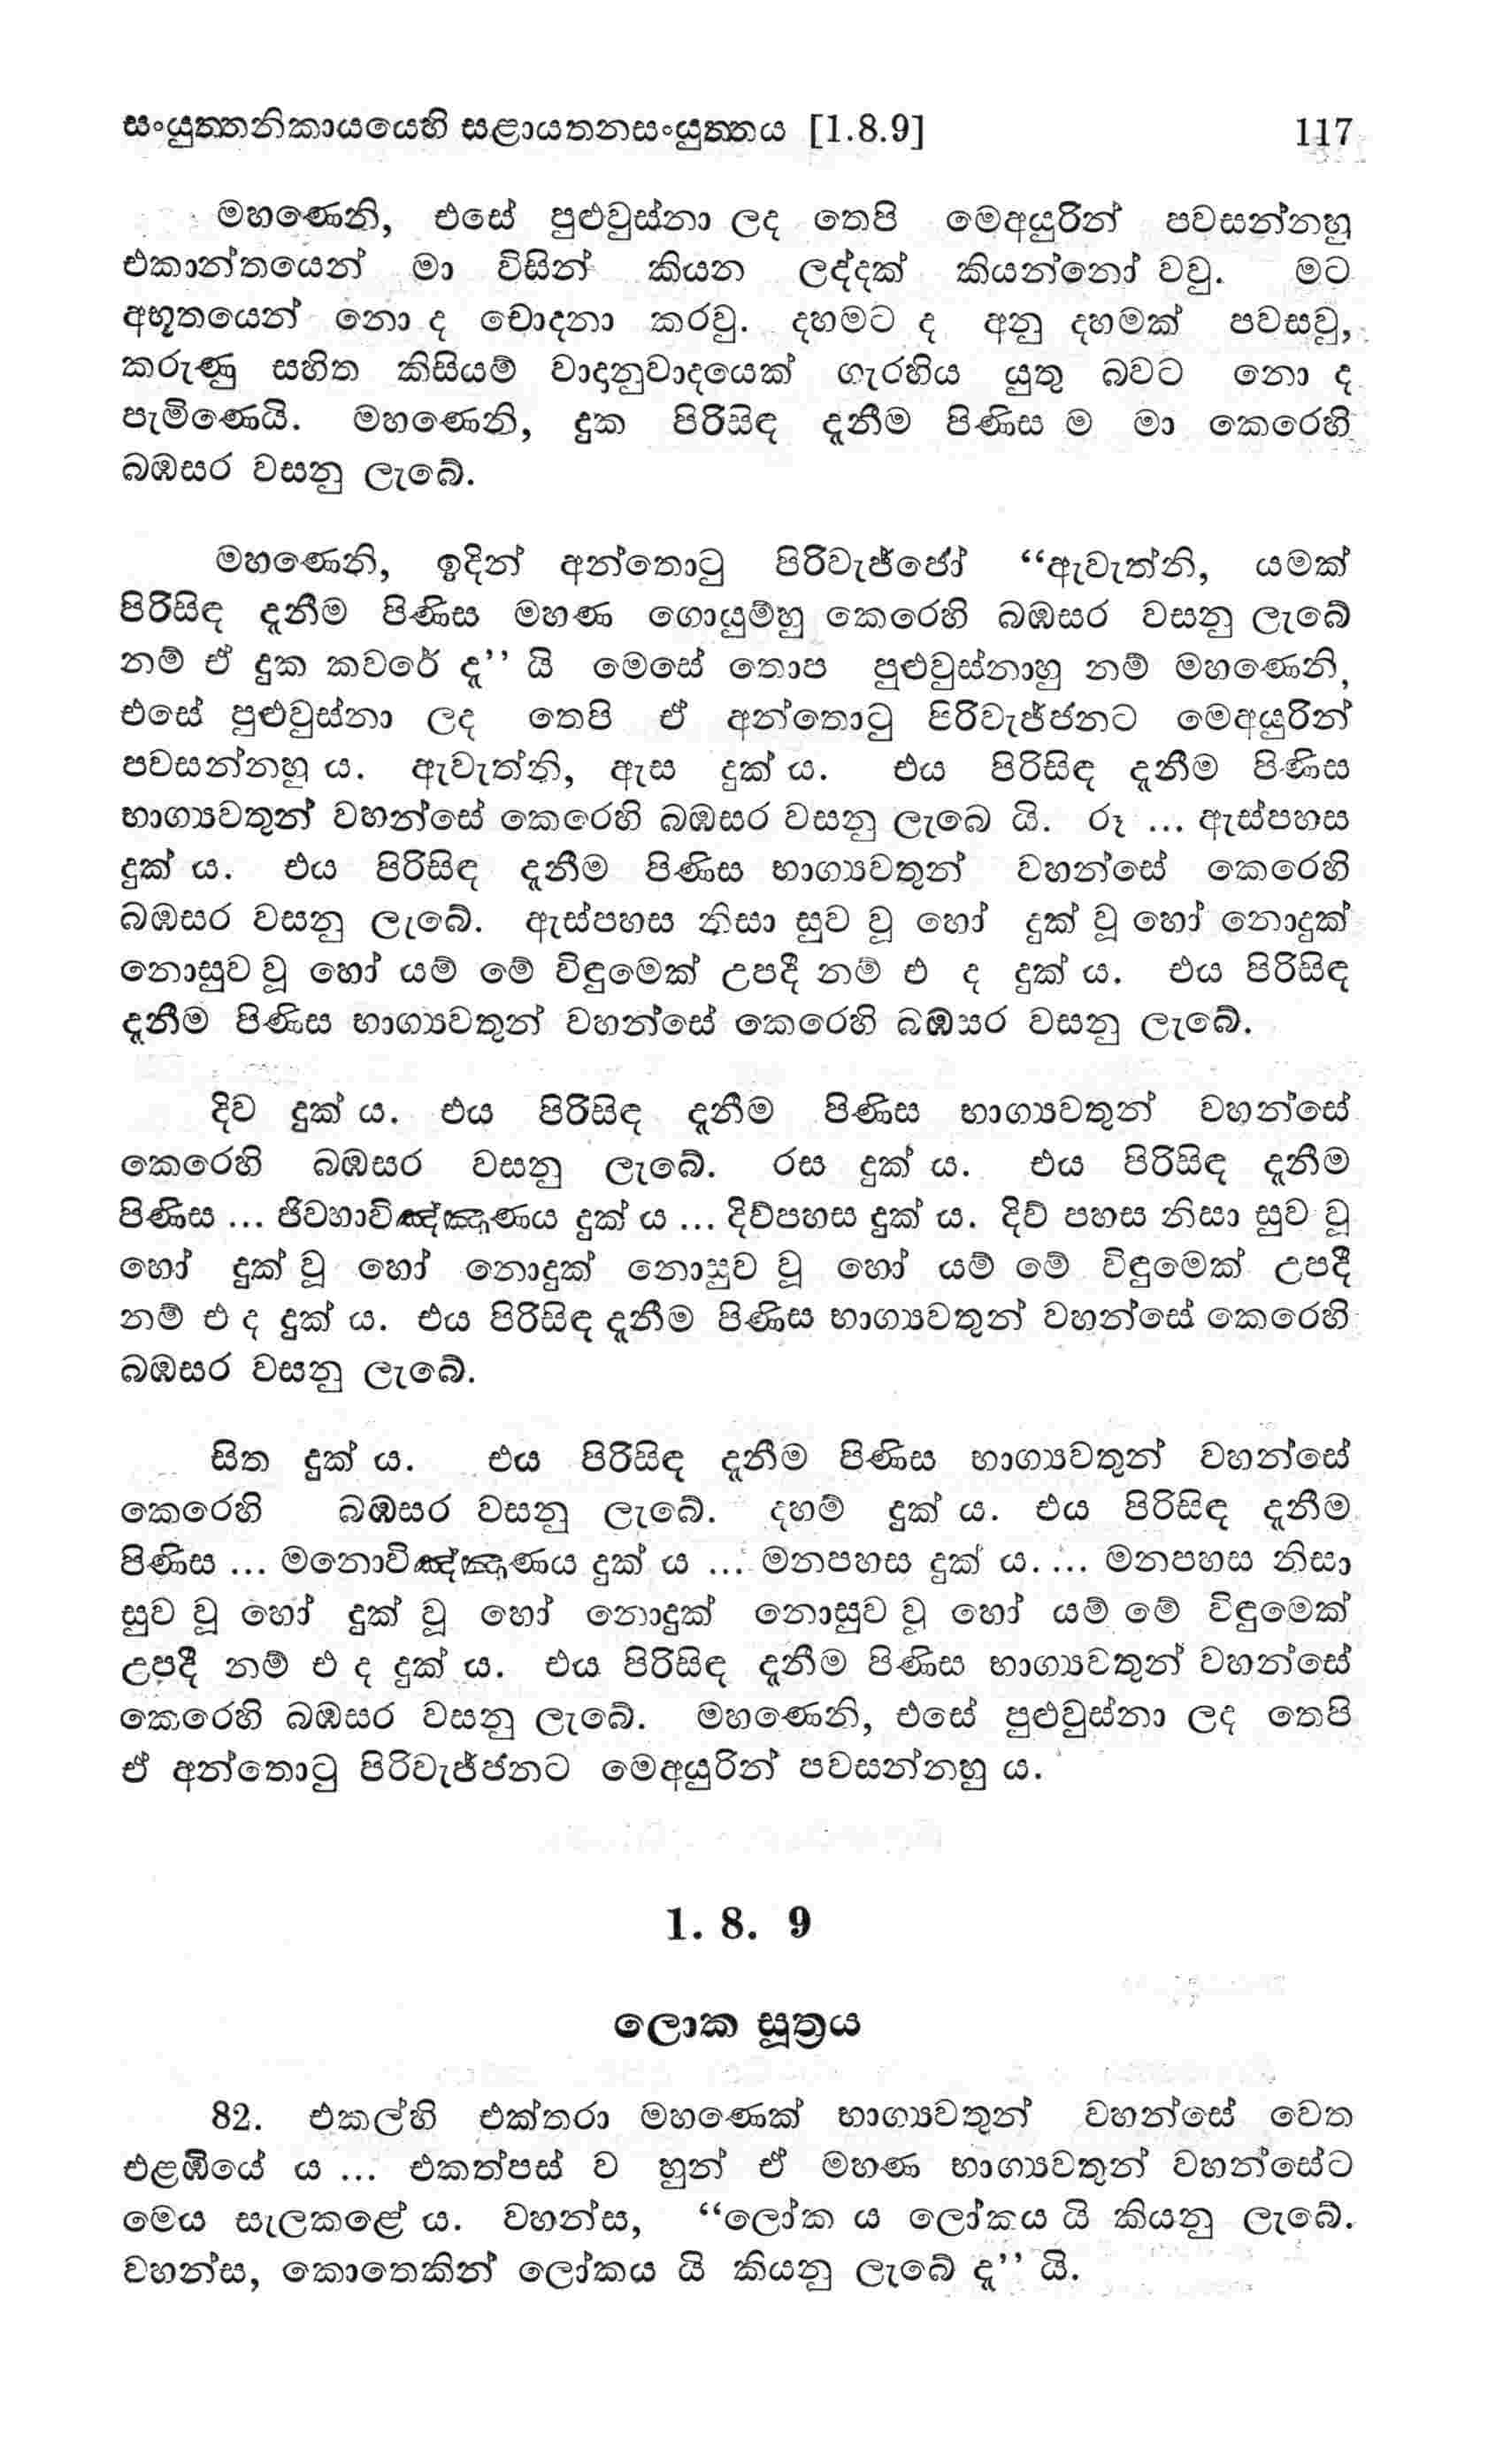 සංයුත්තනිකායයෙහි සළායතනසංයුත්තය [1.8.9] 117
මහණෙනි, එසේ පුළුවුස්නා ලද තෙපි මෙඅයුරින් පවසන්නහු
එකාන්තයෙන් මා විසින් කියන ලද්දක් කියන්නෝ වවු. මට
අභූතයෙන් නො ද චොදනා කරවු. දහමට ද අනු දහමක් පවසවු,
කරුණු සහිත කිසියම් වාදානුවාදයෙක් ගැරහිය යුතු බවට නො ද
පැමිණෙයි. මහණෙනි, දුක පිරිසිඳ දැනීම පිණිස ම මා කෙරෙහි
බඹසර වසනු ලැබේ.
මහණෙනි, ඉදින් අන්තොටු පිරිවැජ්ජෝ “ඇවැත්නි, යමක්
පිරිසිඳ දැනීම පිණිස මහණ ගොයුම්හු කෙරෙහි බඹසර වසනු ලැබේ
නම් ඒ දුක කවරේ ද” යි මෙසේ තොප පුළුවුස්නාහු නම් මහණෙනි,
එසේ පුළුවුස්නා ලද තෙපි ඒ අන්තොටු පිරිවැජ්ජනට මෙඅයුරින්
පවසන්නහු ය. ඇවැත්නි, ඇස දුක් ය. එය පිරිසිඳ දැනීම පිණිස
භාග්‍යවතුන් වහන්සේ කෙරෙහි බඹසර වසනු ලැබෙ යි. රූ ... ඇස්පහස
දුක් ය. එය පිරිසිඳ දැනීම පිණිස භාග්‍යවතුන් වහන්සේ කෙරෙහි
බඹසර වසනු ලැබේ. ඇස්පහස නිසා සුව වූ හෝ දුක් වූ හෝ නොදුක්
නොසුව වූ හෝ යම් මේ විඳුමෙක් උපදී නම් එ ද දුක් ය. එය පිරිසිඳ
දැනීම පිණිස භාග්‍යවතුන් වහන්සේ කෙරෙහි බඹසර වසනු ලැබේ.
දිව දුක් ය. එය පිරිසිඳ දැනීම පිණිස භාග්‍යවතුන් වහන්සේ
කෙරෙහි බඹසර වසනු ලැබේ. රස දුක් ය. එය පිරිසිඳ දැනීම
පිණිස ... ජිව්හාවිඤ්ඤාණය දුක් ය ... දිව්පහස දුක් ය. දිව් පහස නිසා සුව වූ
හෝ දුක් වූ හෝ නොදුක් නොසුව වූ හෝ යම් මේ විඳුමෙක් උපදී
නම් එ ද දුක් ය. එය පිරිසිඳ දැනීම පිණිස භාග්‍යවතුන් වහන්සේ කෙරෙහි
බඹසර වසනු ලැබේ.
සිත දුක් ය. එය පිරිසිඳ දැනීම පිණිස භාග්‍යවතුන් වහන්සේ
කෙරෙහි බඹසර වසනු ලැබේ. දහම් දුක් ය. එය පිරිසිඳ දැනීම
පිණිස ... මනොවිඤ්ඤාණය දුක් ය ... මනපහස දුක් ය. ... මනපහස නිසා
සුව වූ හෝ දුක් වූ හෝ නොදුක් නොසුව වූ හෝ යම් මේ විඳුමෙක්
උපදී නම් එ ද දුක් ය. එය පිරිසිඳ දැනීම පිණිස භාග්‍යවතුන් වහන්සේ
කෙරෙහි බඹසර වසනු ලැබේ. මහණෙනි, එසේ පුළුවුස්නා ලද තෙපි
ඒ අන්තොටු පිරිවැජ්ජනට මෙඅයුරින් පවසන්නහු ය.
1. 8. 9
ලොක සූත්‍රය
82. එකල්හි එක්තරා මහණෙක් භාග්‍යවතුන් වහන්සේ වෙත
එළඹියේ ය ... එකත්පස් ව හුන් ඒ මහණ භාග්‍යවතුන් වහන්සේට
මෙය සැලකළේ ය. වහන්ස, “ලෝක ය ලෝකය යි කියනු ලැබේ.
වහන්ස, කොතෙකින් ලෝකය යි කියනු ලැබේ ද” යි.